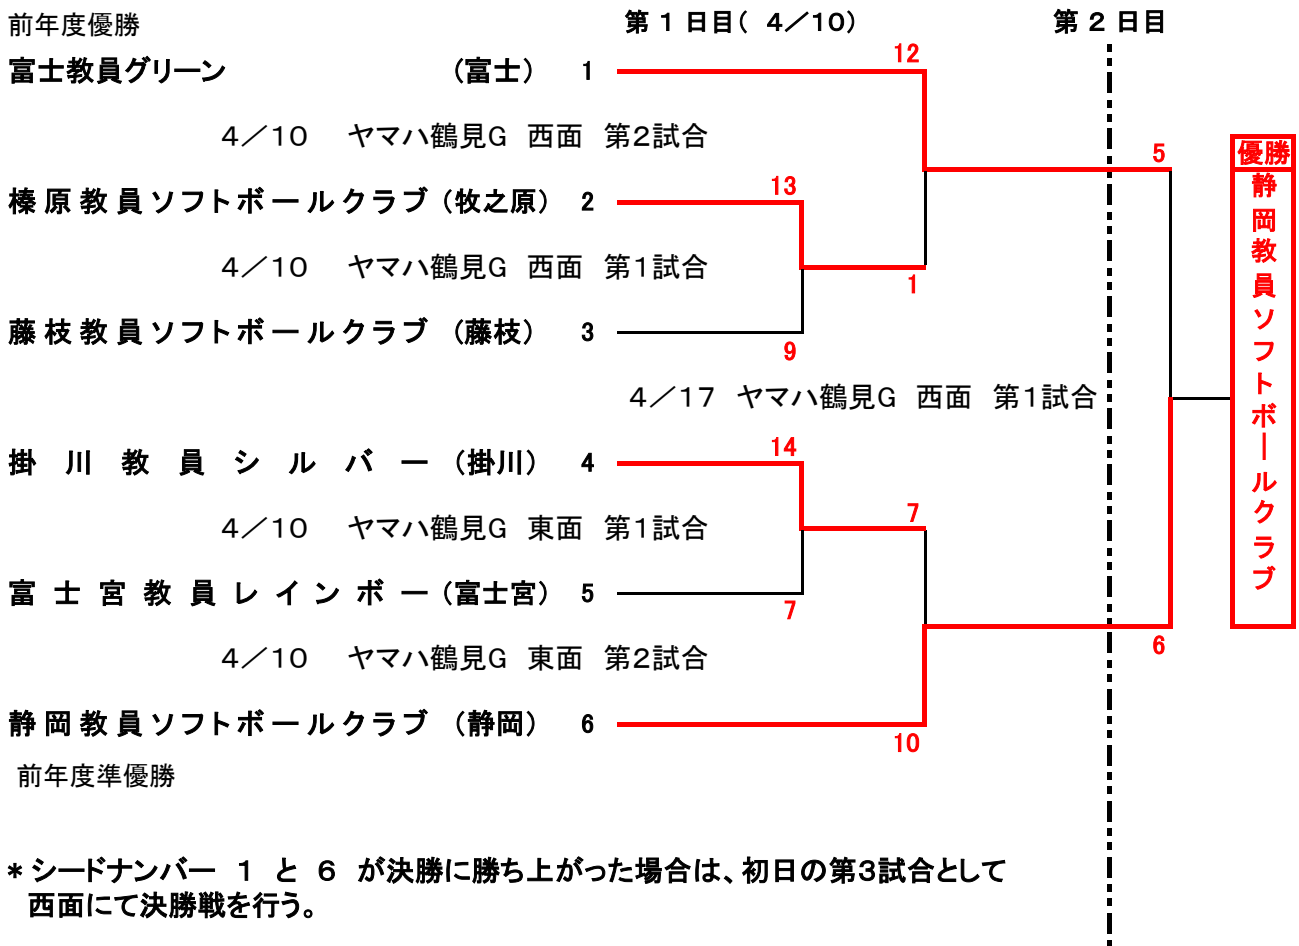 前年度優勝
第１日目（ ４／１０）
第２日目
富士教員グリーン （富士） 1
12
４／１０ ヤマハ鶴見G 西面 第２試合
5
榛原教員ソフトボールクラブ （牧之原） 2
13
４／１０ ヤマハ鶴見G 西面 第１試合
1
藤枝教員ソフトボールクラブ （藤枝） 3
9
４／１７ ヤマハ鶴見G 西面 第１試合
掛川教員シルバー （掛川） 4
14
４／１０ ヤマハ鶴見G 東面 第１試合
7
富士宮教員レインボー （富士宮） 5
7
４／１０ ヤマハ鶴見G 東面 第２試合
6
静岡教員ソフトボールクラブ （静岡） 6
10
前年度準優勝
優勝
静岡教員ソフトボールクラブ
＊シードナンバー １ と ６ が決勝に勝ち上がった場合は、初日の第３試合として
西面にて決勝戦を行う。